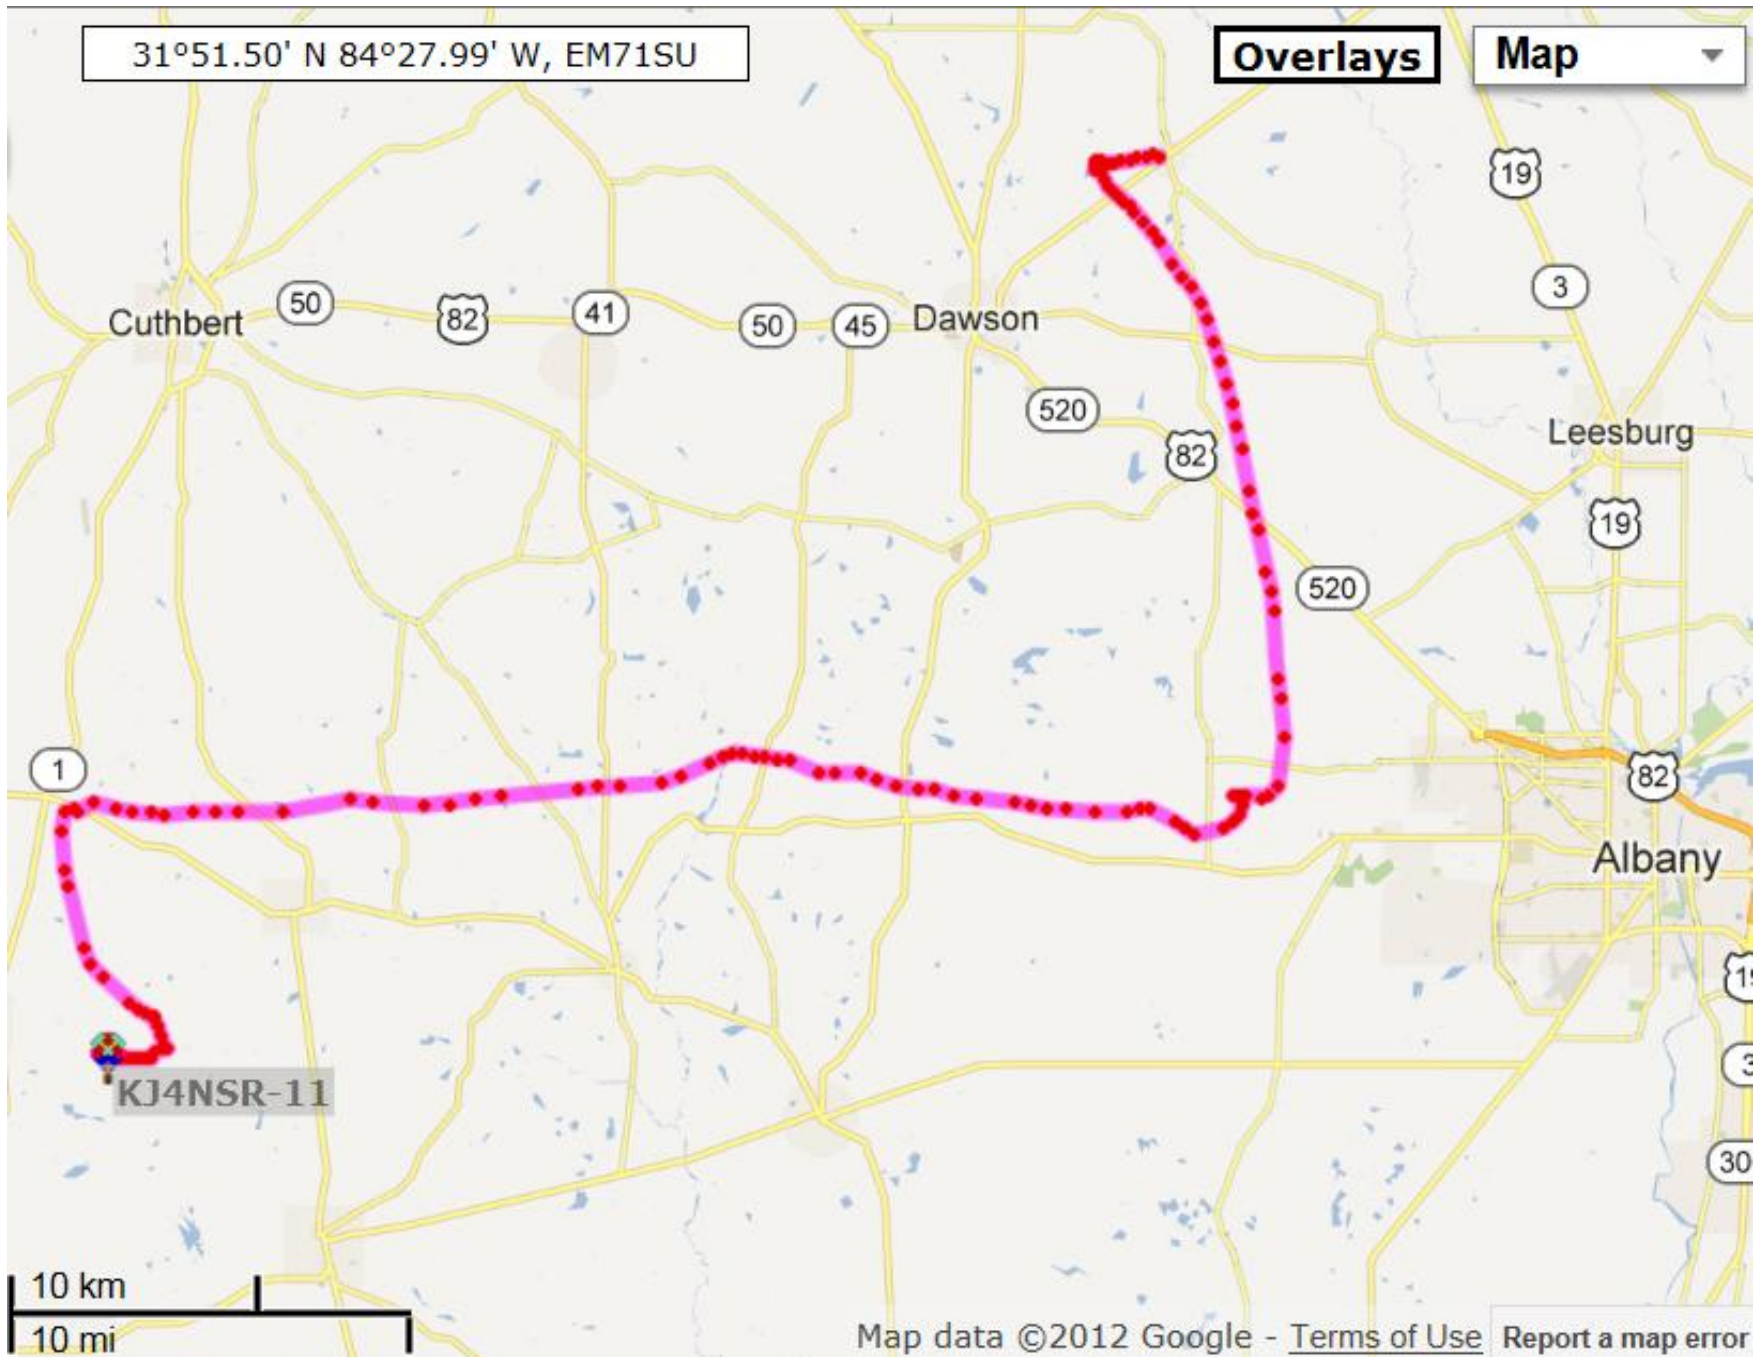 31°51.50' N 84°27.99' W, EM71SU
Overlays
Map
19
3
50
82
41
50
45
Cuthbert
Dawson
520
82
Leesburg
19
520
1
82
Albany
19
3
KJ4NSR-11
30
10 km
10 mi
Map data ©2012 Google - Terms of Use
Report a map error